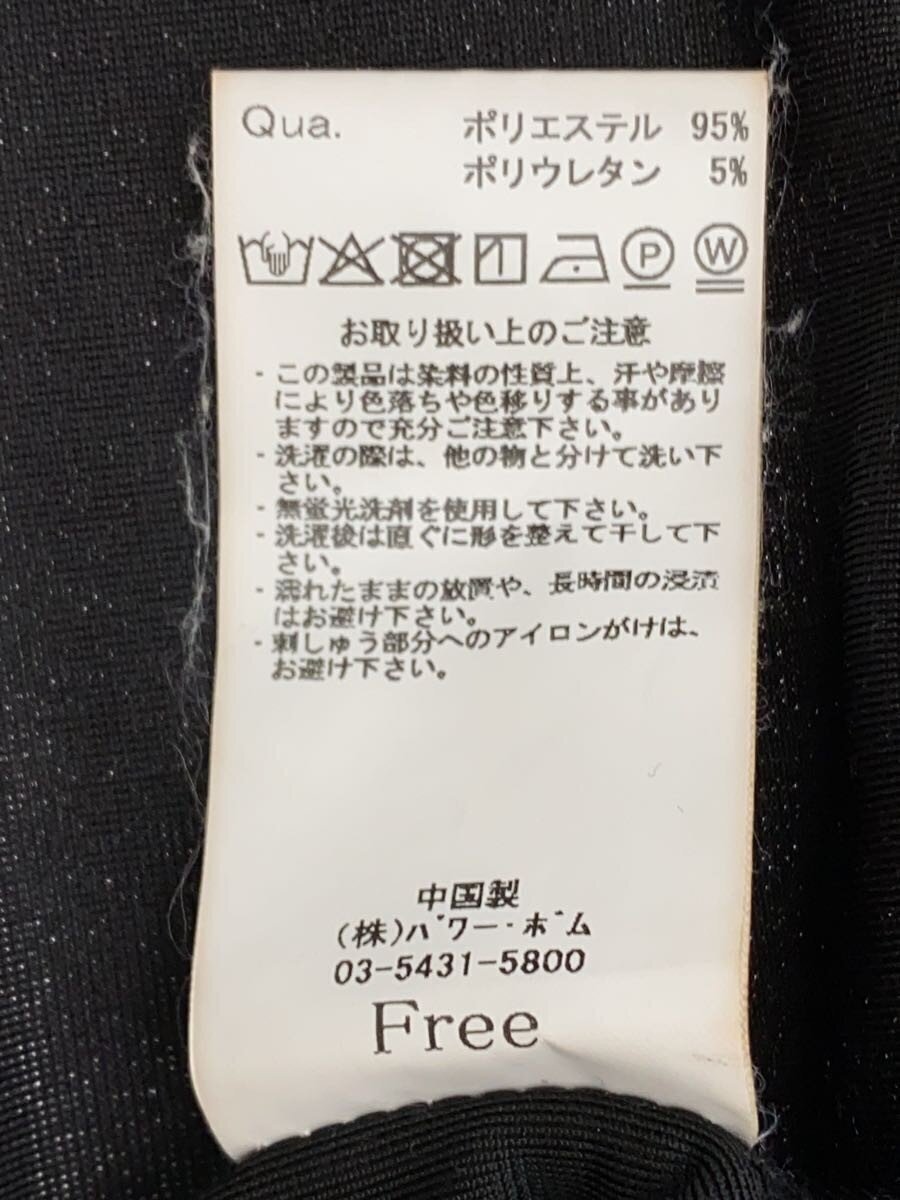 Qua. ポリエステル 95%
ポリウレタン 5%
P W
お取り扱い上のご注意
・この製品は染料の性質上、汗や摩擦
により色落ちや色移りする事があり
ますので充分ご注意下さい。
・洗濯の際は、他の物と分けて洗い下
さい。
・無蛍光洗剤を使用して下さい。
・洗濯後は直ぐに形を整えて干して下
さい。
・濡れたままの放置や、長時間の浸漬
はお避け下さい。
・刺しゅう部分へのアイロンがけは、
お避け下さい。
中国製
(株)パワー・ボム
03-5431-5800
Free